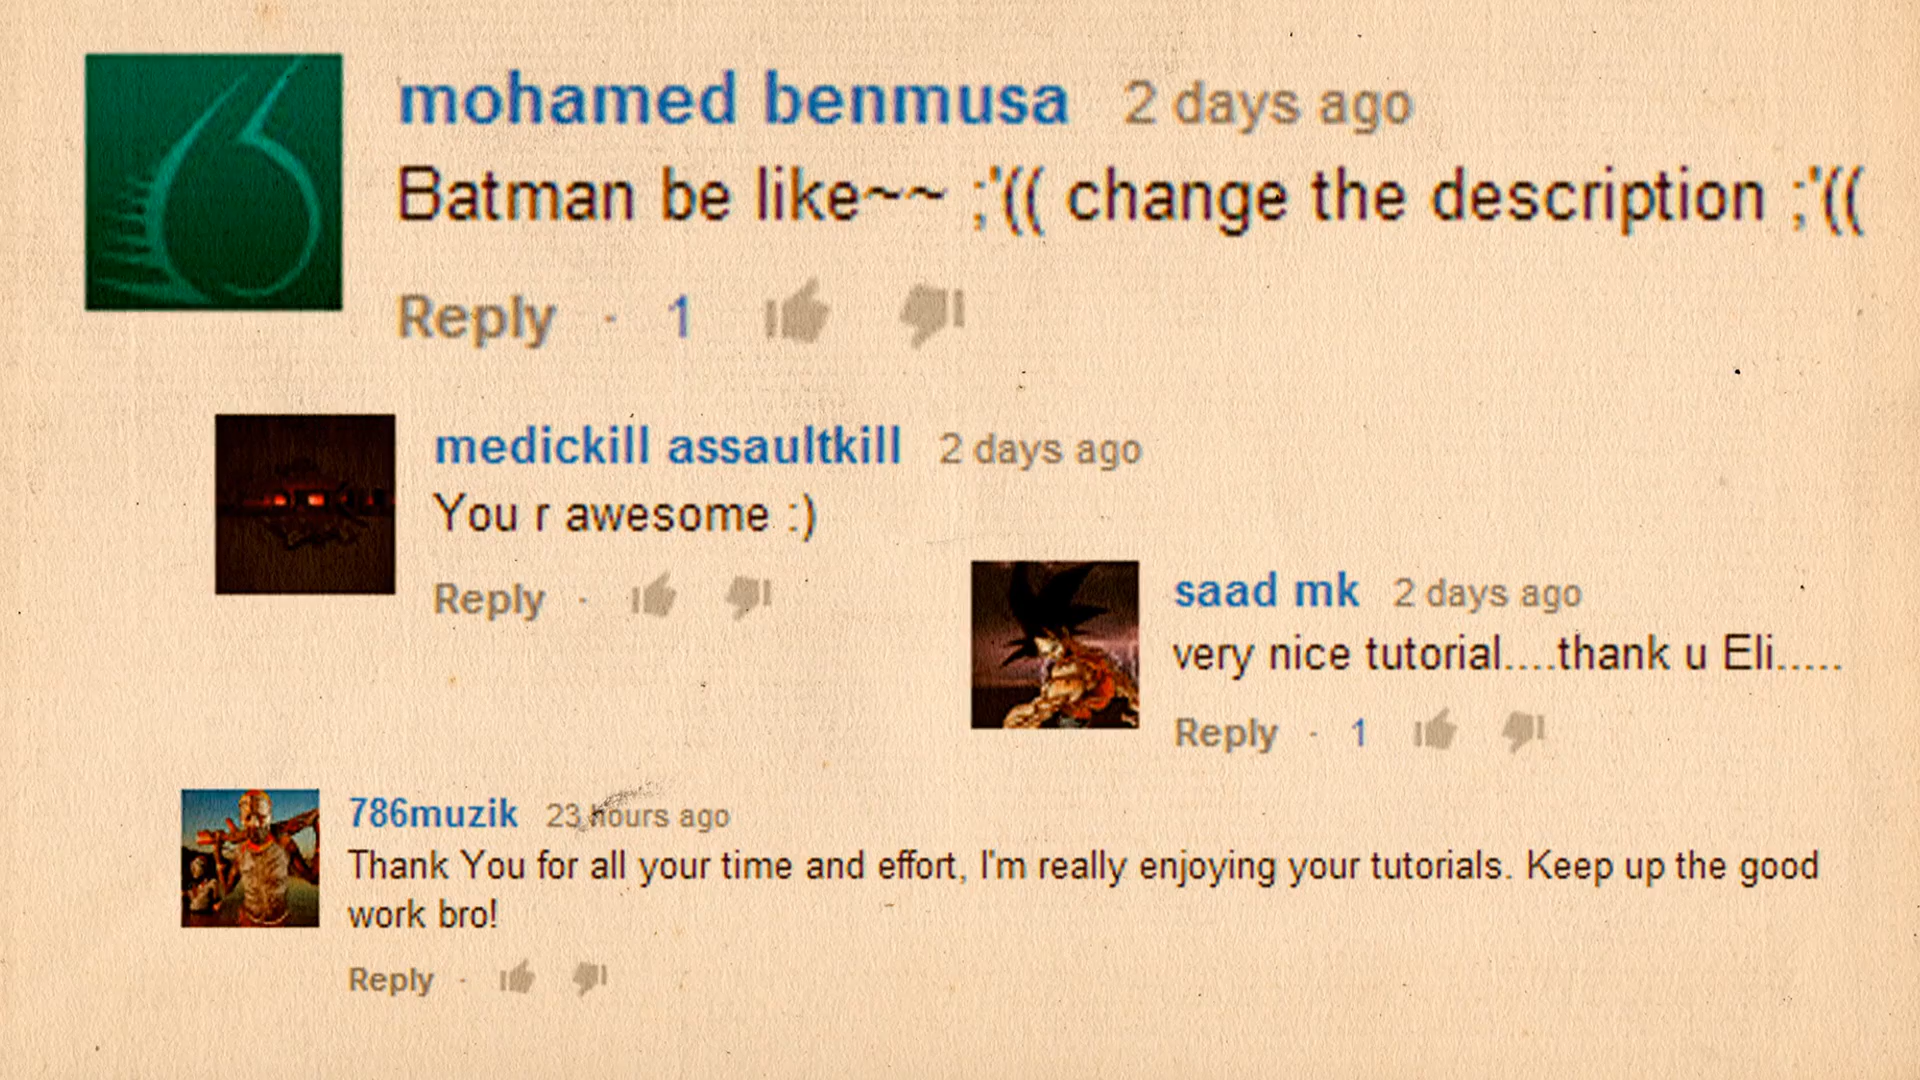 mohamed benmusa 2 days ago
Batman be like~~ ;'(( change the description ;'((
Reply · 1
medickill assaultkill 2 days ago
You r awesome :)
Reply ·
saad mk 2 days ago
very nice tutorial....thank u Eli.....
Reply · 1
786muzik 23 hours ago
Thank You for all your time and effort, I'm really enjoying your tutorials. Keep up the good
work bro!
Reply ·